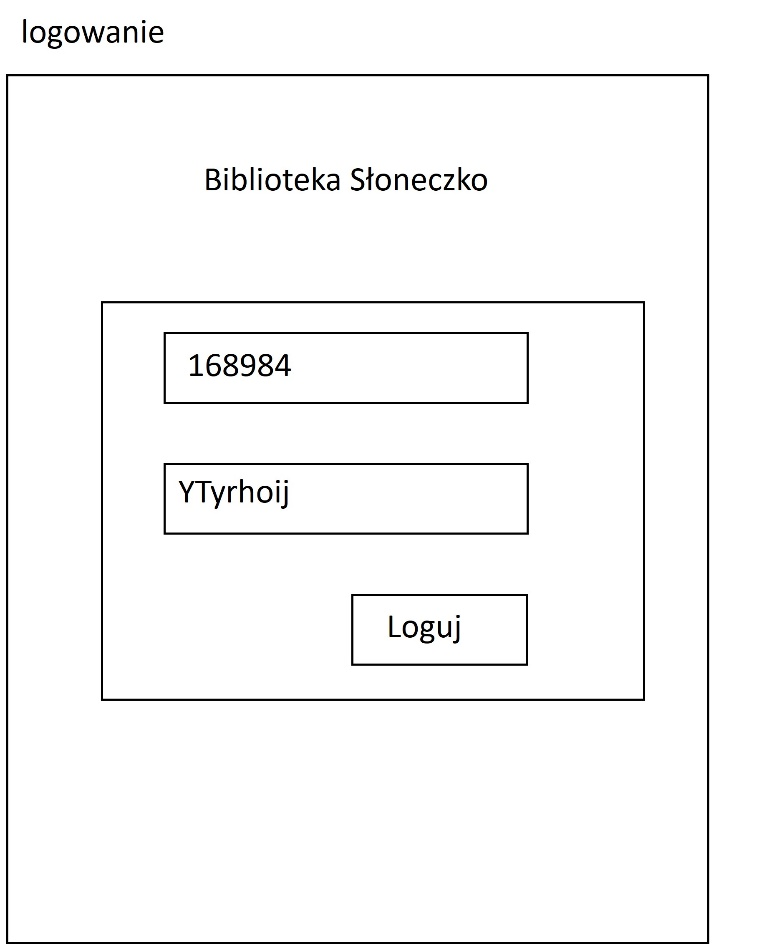 logowanie
Biblioteka Słoneczko
168984
YTyrhoij
Loguj